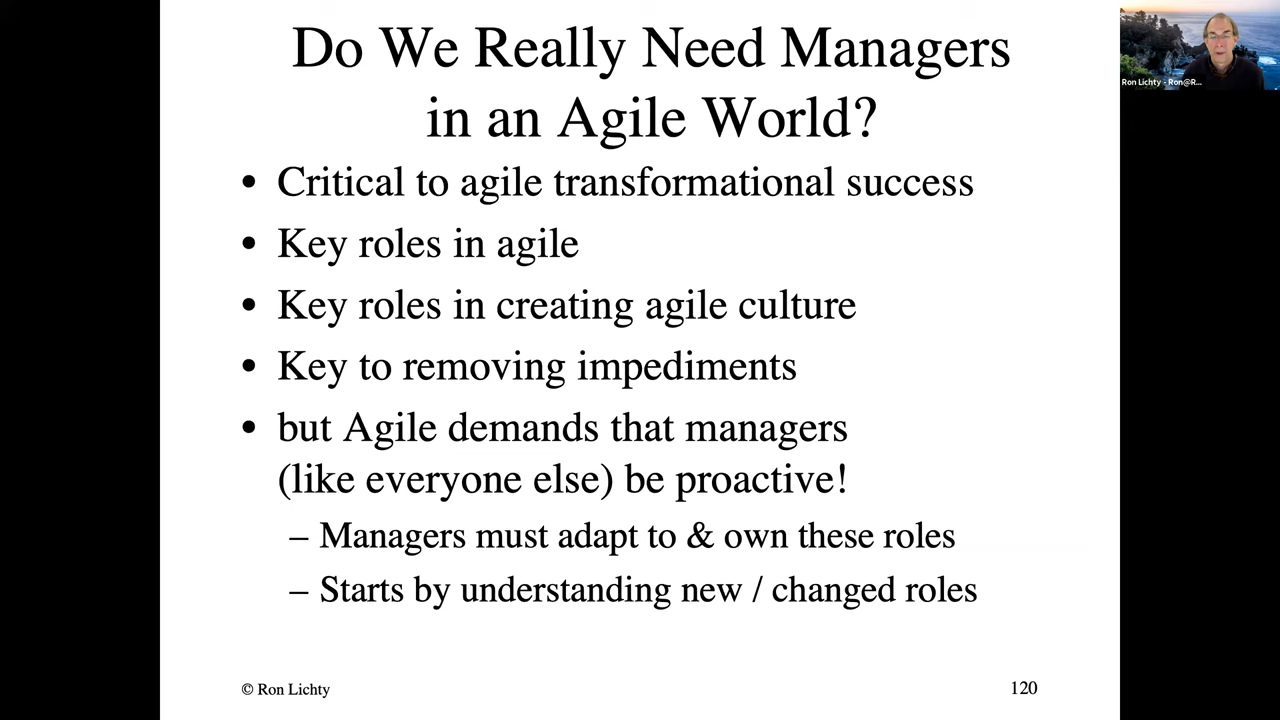 Do We Really Need Managers
in an Agile World?
• Critical to agile transformational success
• Key roles in agile
• Key roles in creating agile culture
• Key to removing impediments
• but Agile demands that managers
(like everyone else) be proactive!
– Managers must adapt to & own these roles
– Starts by understanding new / changed roles
© Ron Lichty
120
Ron Lichty - Ron@R...